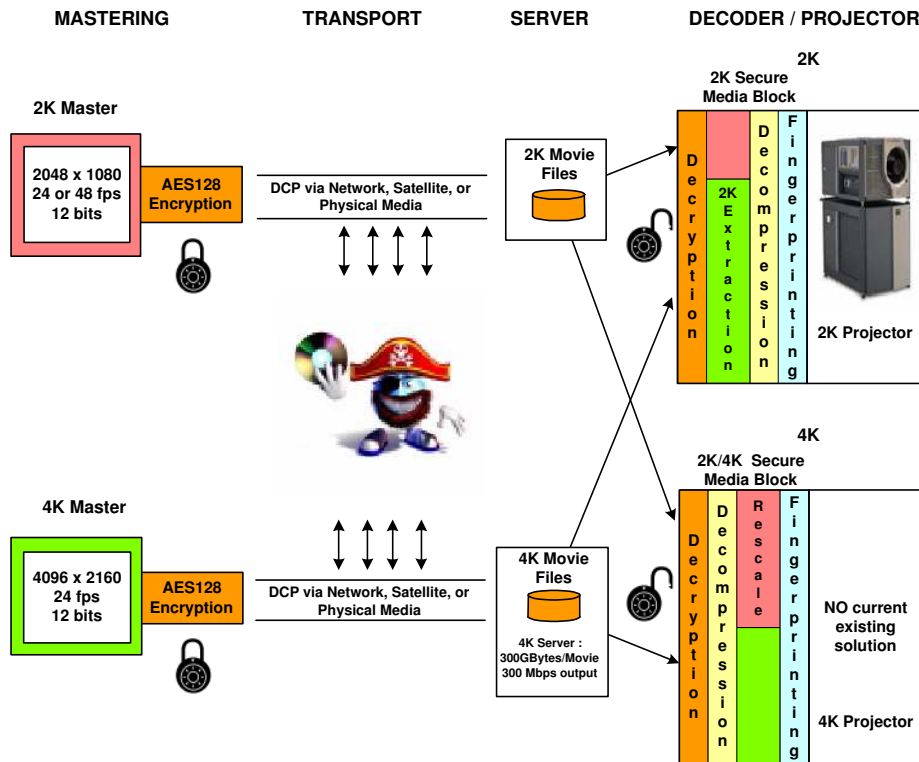 MASTERING
TRANSPORT
SERVER
DECODER / PROJECTOR
2K
2K Secure
Media Block
2K Master
2048 x 1080
24 or 48 fps
12 bits
AES128
Encryption
DCP via Network, Satellite, or
Physical Media
2K Movie
Files
Decryption
2K Extraction
Decompression
Fingerprinting
2K Projector
4K
2K/4K Secure
Media Block
4K Master
4096 x 2160
24 fps
12 bits
AES128
Encryption
DCP via Network, Satellite, or
Physical Media
4K Movie
Files
4K Server :
300GBytes/Movie
300 Mbps output
Decryption
Decompression
Rescale
Fingerprinting
NO current
existing
solution
4K Projector